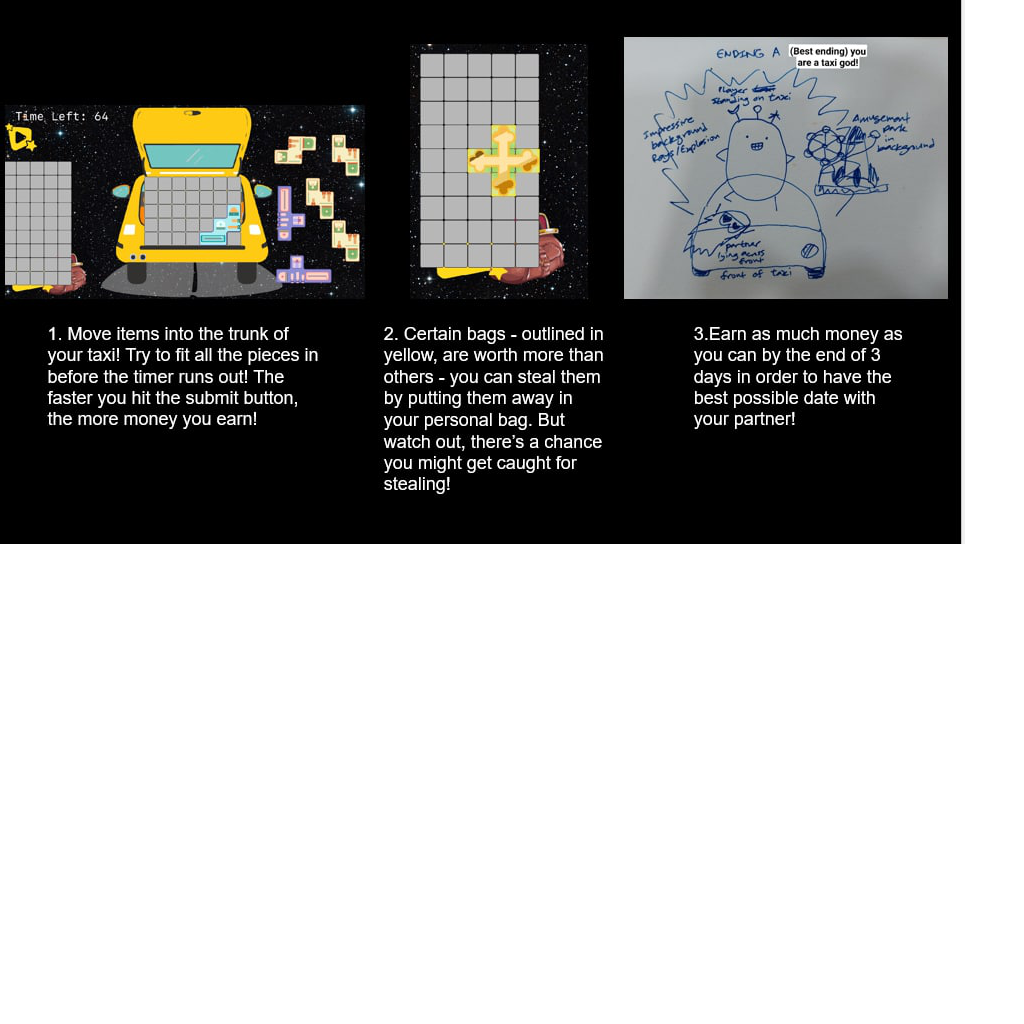 Time Left: 64
ENDING A
(Best ending) you
are a taxi god!
Player
standing on taxi
Impressive
background
Rays/Explosion
Amusement
park
in
background
partner
lying across
front
front of taxi
1. Move items into the trunk of
your taxi! Try to fit all the pieces in
before the timer runs out! The
faster you hit the submit button,
the more money you earn!
2. Certain bags - outlined in
yellow, are worth more than
others - you can steal them
by putting them away in
your personal bag. But
watch out, there’s a chance
you might get caught for
stealing!
3.Earn as much money as
you can by the end of 3
days in order to have the
best possible date with
your partner!